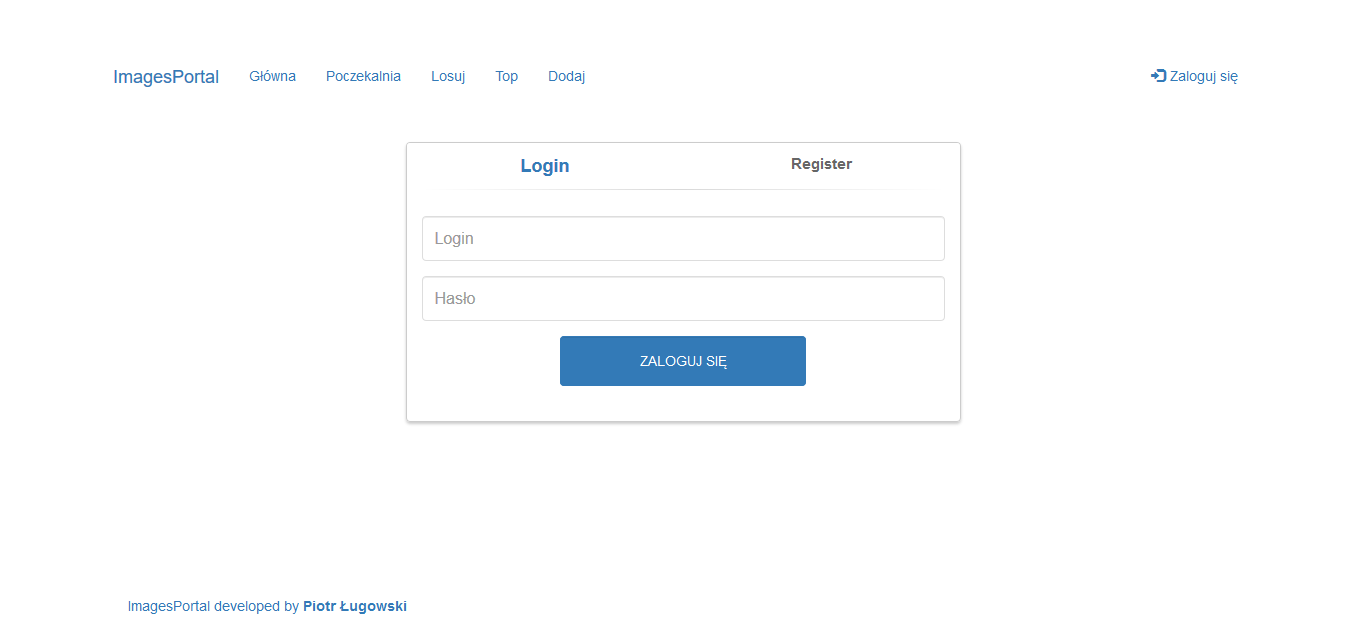 ImagesPortal Główna Poczekalnia Losuj Top Dodaj Zaloguj się
Login Register
Login
Hasło
ZALOGUJ SIĘ
ImagesPortal developed by Piotr Ługowski